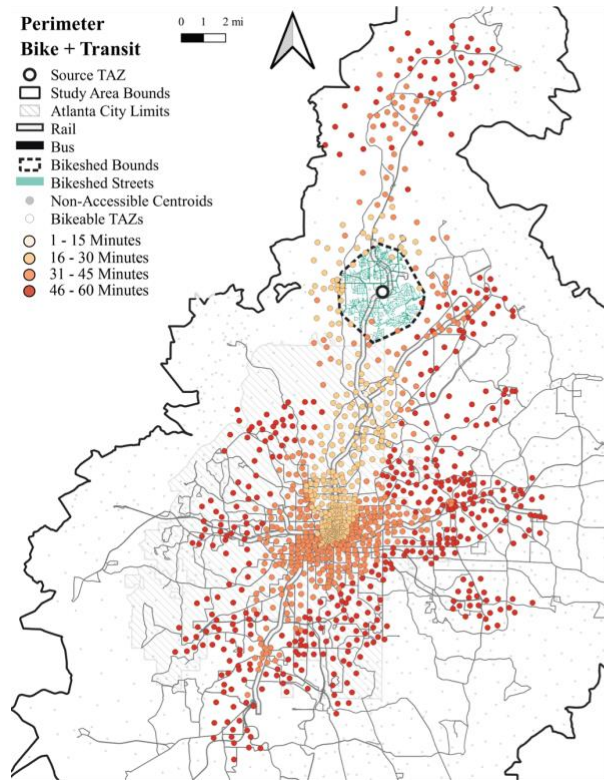 Perimeter
Bike + Transit
0 1 2 mi
Source TAZ
Study Area Bounds
Atlanta City Limits
Rail
Bus
Bikeshed Bounds
Bikeshed Streets
Non-Accessible Centroids
Bikeable TAZs
1 - 15 Minutes
16 - 30 Minutes
31 - 45 Minutes
46 - 60 Minutes